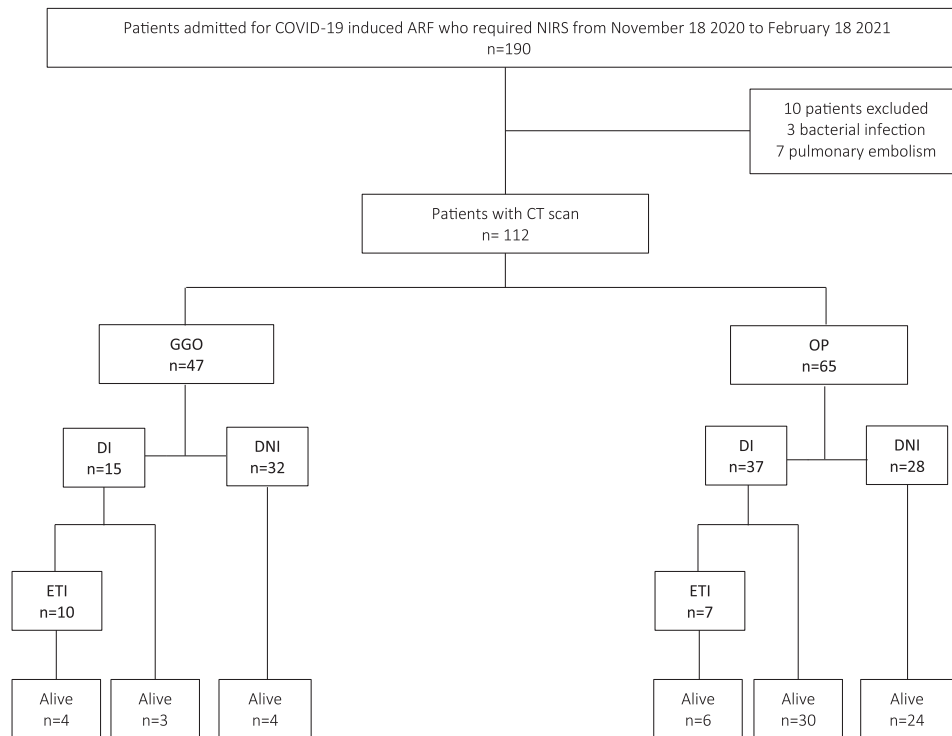 Patients admitted for COVID-19 induced ARF who required NIRS from November 18 2020 to February 18 2021
n=190
10 patients excluded
3 bacterial infection
7 pulmonary embolism
Patients with CT scan
n= 112
GGO
n=47
OP
n=65
DI
n=15
DNI
n=32
DI
n=37
DNI
n=28
ETI
n=10
ETI
n=7
Alive
n=4
Alive
n=3
Alive
n=4
Alive
n=6
Alive
n=30
Alive
n=24